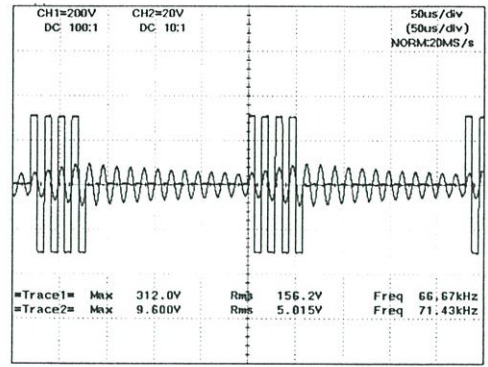 CH1=200V CH2=20V 50us/div
DC 100:1 DC 10:1 (50us/div)
NORM:20MS/s
=Trace1= Max 312.0V Rms 156.2V Freq 66.67kHz
=Trace2= Max 9.600V Rms 5.015V Freq 71.43kHz